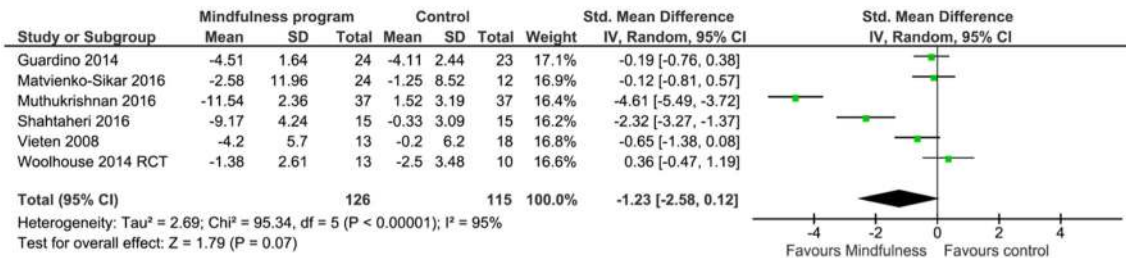 Mindfulness program Control Std. Mean Difference Std. Mean Difference
Study or Subgroup Mean SD Total Mean SD Total Weight IV, Random, 95% CI IV, Random, 95% CI
Guardino 2014 -4.51 1.64 24 -4.11 2.44 23 17.1% -0.19 [-0.76, 0.38]
Matvienko-Sikar 2016 -2.58 11.96 24 -1.25 8.52 12 17.0% -0.12 [-0.81, 0.57]
Muthukrishnan 2016 -11.54 2.36 37 1.52 3.19 37 16.4% -4.61 [-5.49, -3.72]
Shahtaheri 2016 -9.17 4.24 15 -0.33 3.09 15 16.2% -2.32 [-3.27, -1.37]
Vieten 2008 -4.2 5.7 13 -0.2 6.2 18 16.8% -0.65 [-1.38, 0.08]
Woolhouse 2014 RCT -1.38 2.61 13 -2.5 3.48 10 16.6% 0.36 [-0.47, 1.19]
Total (95% CI) 126 115 100.0% -1.23 [-2.58, 0.12]
Heterogeneity: Tau² = 2.69; Chi² = 95.34, df = 5 (P < 0.00001); I² = 95%
Test for overall effect: Z = 1.79 (P = 0.07)
-4 -2 0 2 4
Favours Mindfulness Favours control